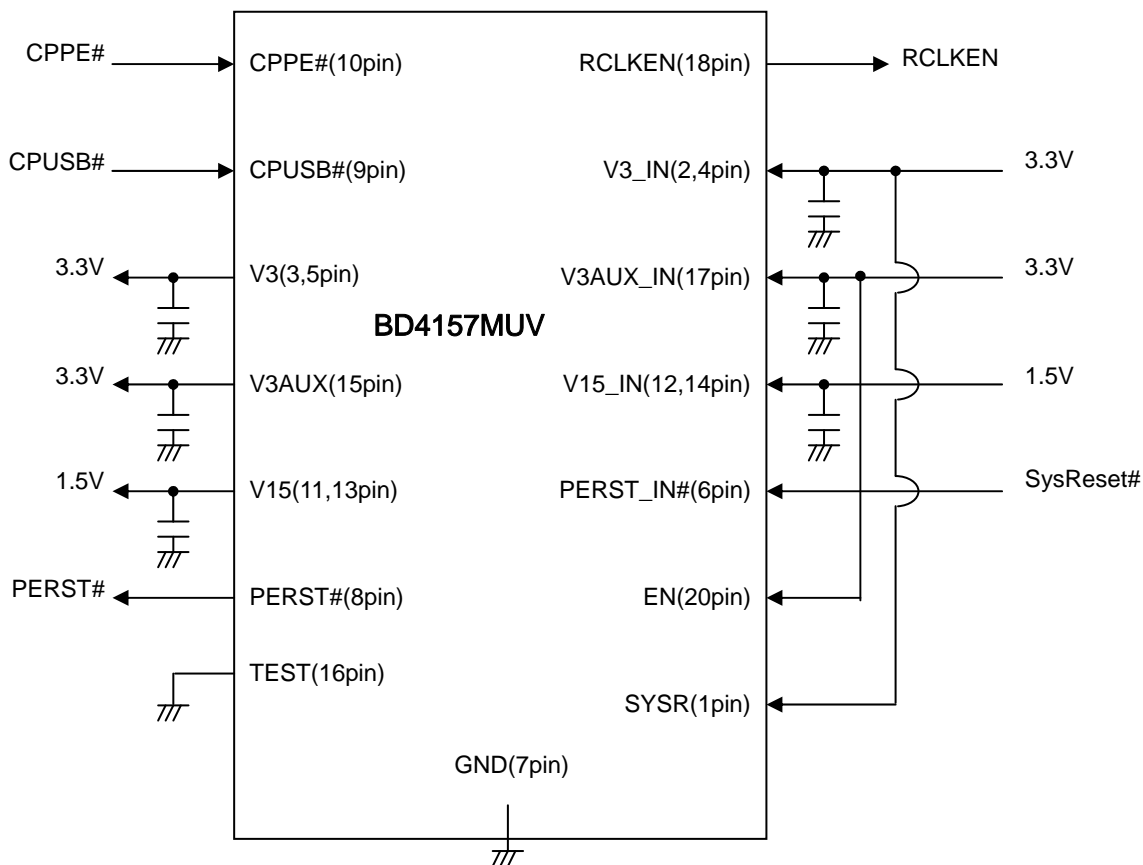 CPPE# CPPE#(10pin) RCLKEN(18pin) RCLKEN
CPUSB# CPUSB#(9pin) V3_IN(2,4pin) 3.3V
3.3V V3(3,5pin) V3AUX_IN(17pin) 3.3V
BD4157MUV
3.3V V3AUX(15pin) V15_IN(12,14pin) 1.5V
1.5V V15(11,13pin) PERST_IN#(6pin) SysReset#
PERST# PERST#(8pin) EN(20pin)
TEST(16pin)
SYSR(1pin)
GND(7pin)